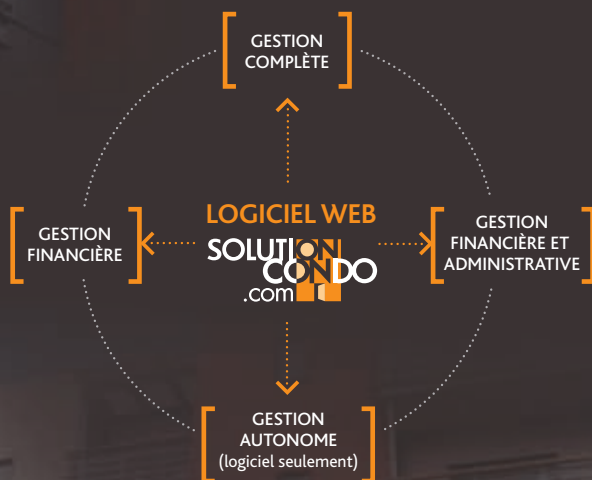 GESTION
COMPLÈTE
LOGICIEL WEB
SOLUTION
CONDO
.com
GESTION
FINANCIÈRE
GESTION
FINANCIÈRE ET
ADMINISTRATIVE
GESTION
AUTONOME
(logiciel seulement)